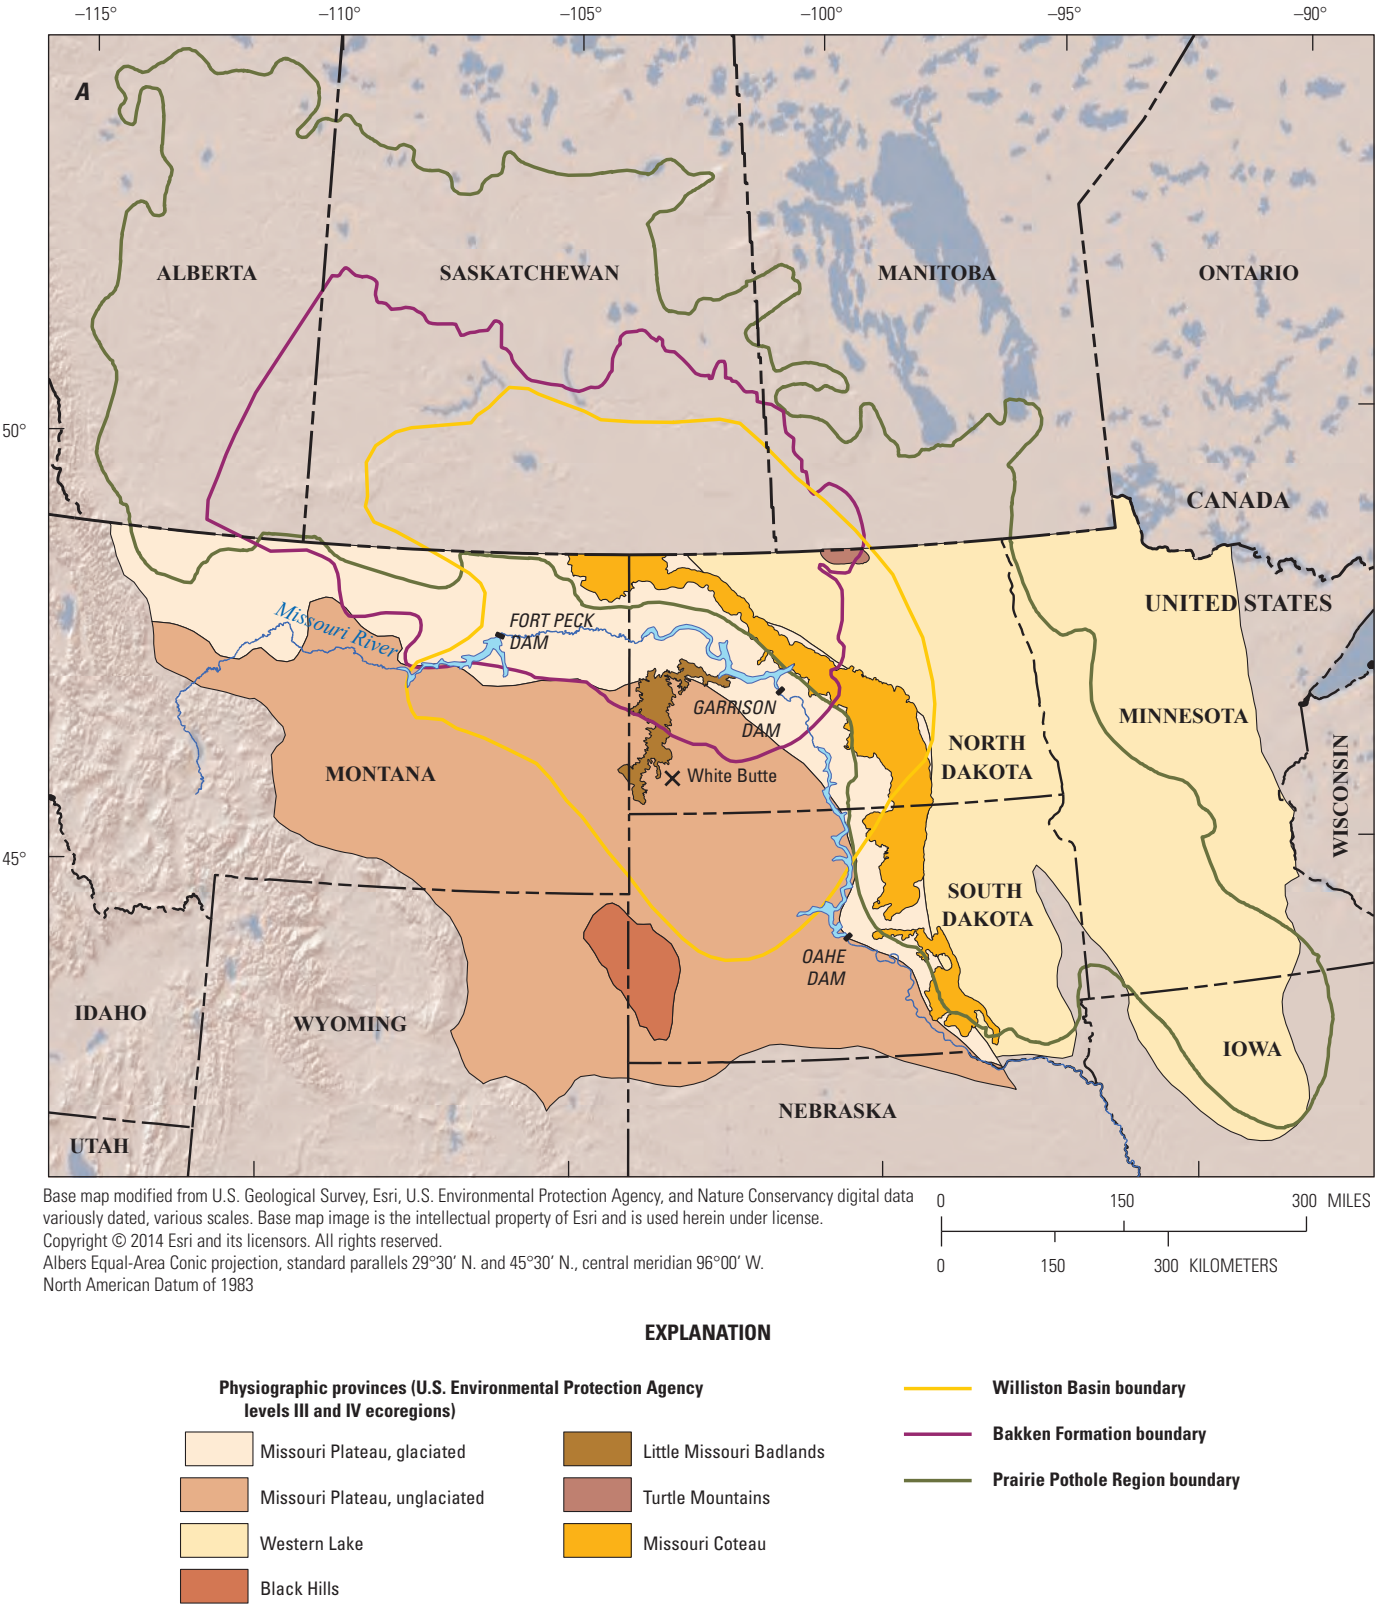 –115° –110° –105° –100° –95° –90°
A
ALBERTA
SASKATCHEWAN
MANITOBA
ONTARIO
50°
CANADA
UNITED STATES
Missouri River
FORT PECK
DAM
GARRISON
DAM
MINNESOTA
WISCONSIN
NORTH
DAKOTA
MONTANA
White Butte
45°
SOUTH
DAKOTA
OAHE
DAM
IDAHO
WYOMING
IOWA
NEBRASKA
UTAH
Base map modified from U.S. Geological Survey, Esri, U.S. Environmental Protection Agency, and Nature Conservancy digital data
variously dated, various scales. Base map image is the intellectual property of Esri and is used herein under license.
Copyright © 2014 Esri and its licensors. All rights reserved.
Albers Equal-Area Conic projection, standard parallels 29°30′ N. and 45°30′ N., central meridian 96°00′ W.
North American Datum of 1983
0 150 300 MILES
0 150 300 KILOMETERS
EXPLANATION
Physiographic provinces (U.S. Environmental Protection Agency
levels III and IV ecoregions)
Missouri Plateau, glaciated
Missouri Plateau, unglaciated
Western Lake
Black Hills
Little Missouri Badlands
Turtle Mountains
Missouri Coteau
Williston Basin boundary
Bakken Formation boundary
Prairie Pothole Region boundary